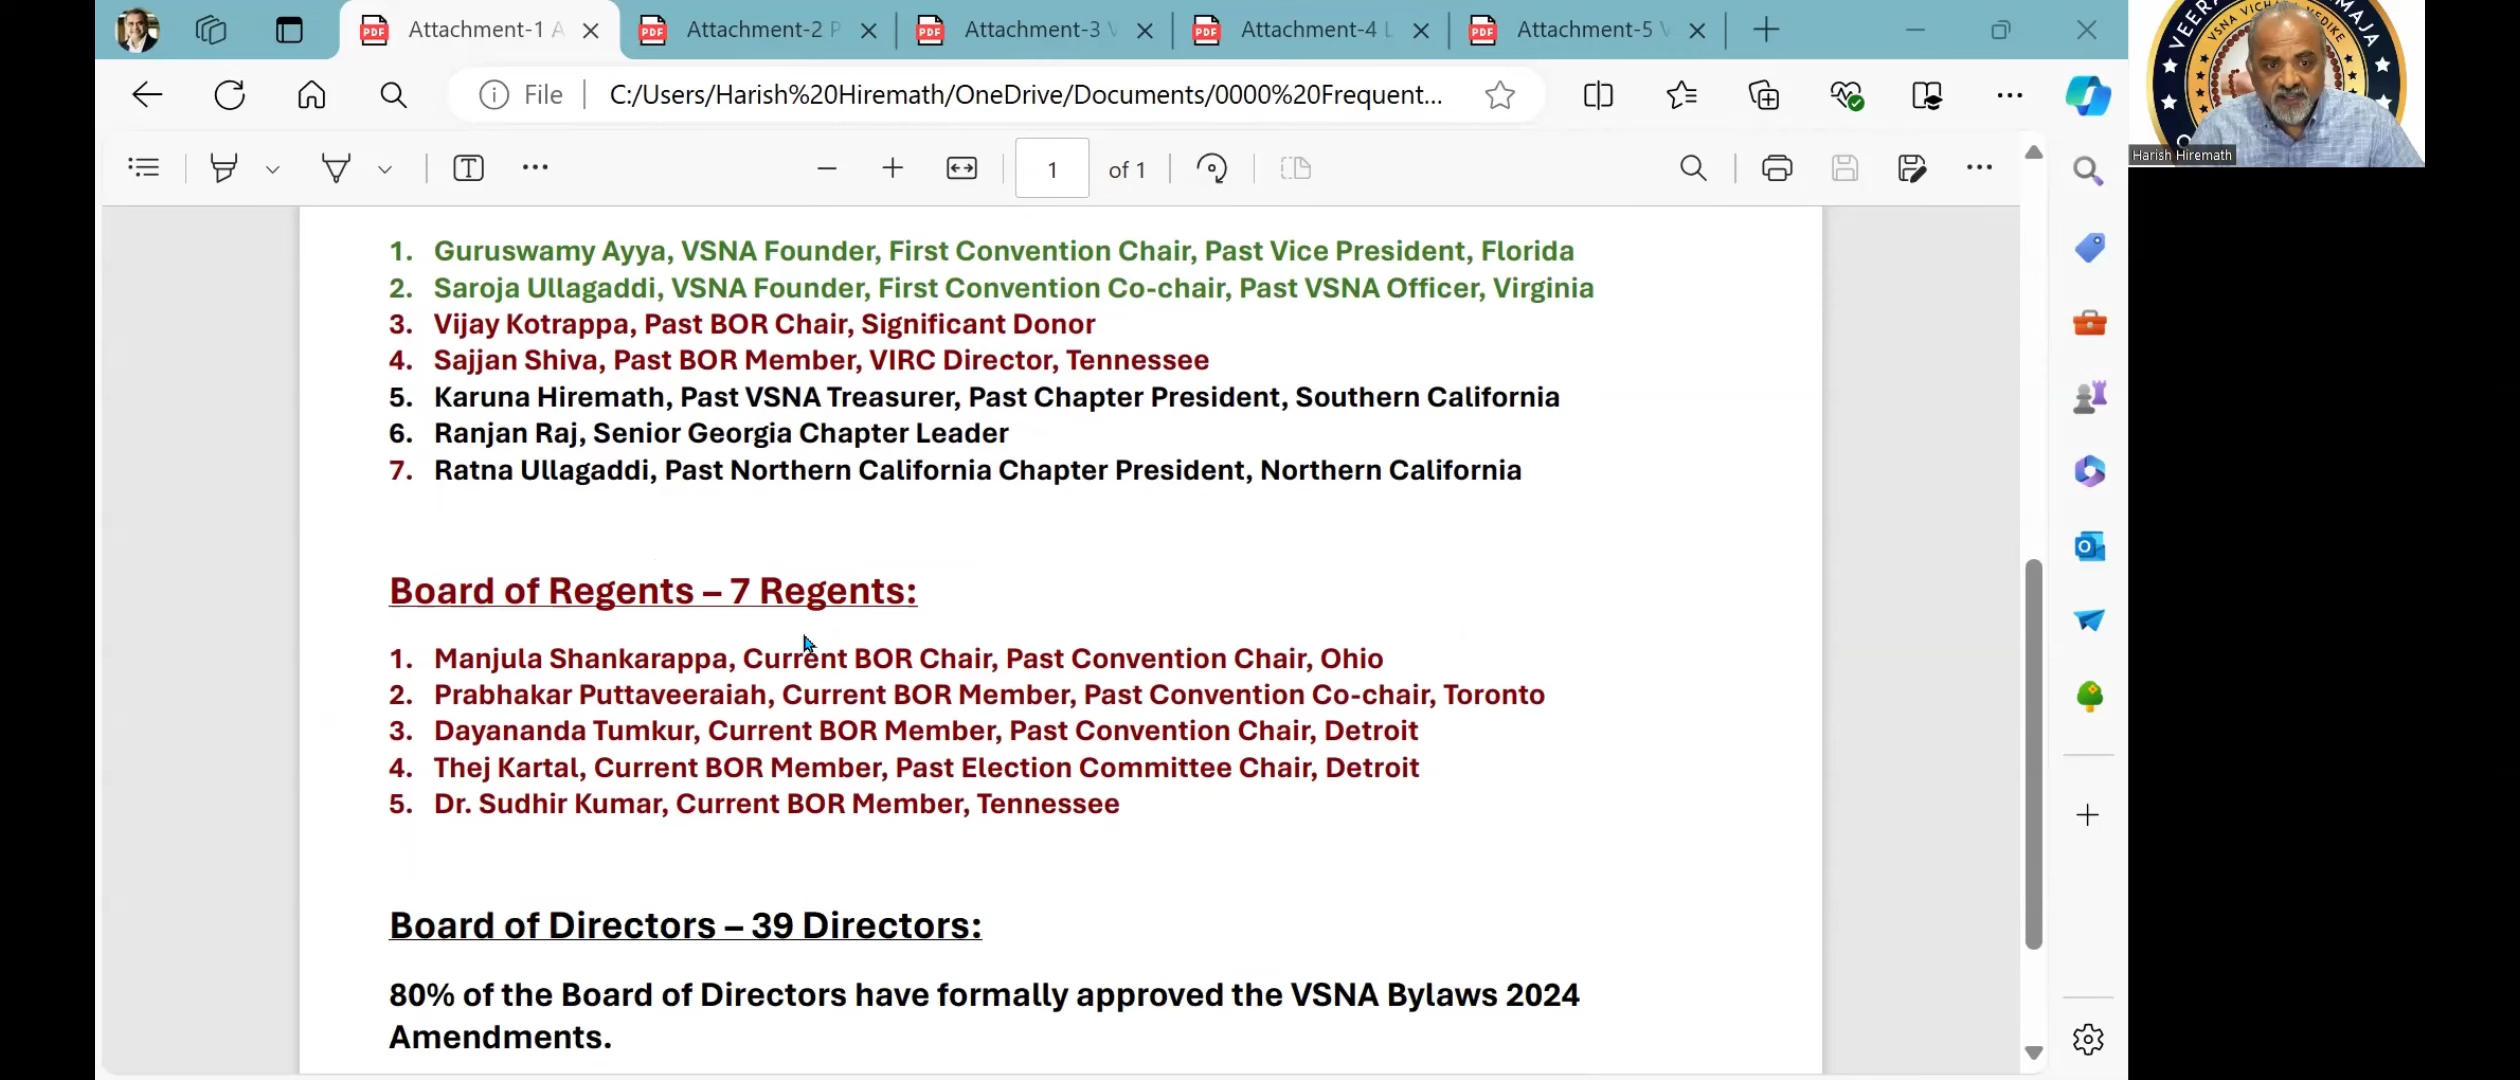 Attachment-1 A
Attachment-2 P
Attachment-3 V
Attachment-4 L
Attachment-5 V
File
C:/Users/Harish%20Hiremath/OneDrive/Documents/0000%20Frequent...
1 of 1
1. Guruswamy Ayya, VSNA Founder, First Convention Chair, Past Vice President, Florida
2. Saroja Ullagaddi, VSNA Founder, First Convention Co-chair, Past VSNA Officer, Virginia
3. Vijay Kotrappa, Past BOR Chair, Significant Donor
4. Sajjan Shiva, Past BOR Member, VIRC Director, Tennessee
5. Karuna Hiremath, Past VSNA Treasurer, Past Chapter President, Southern California
6. Ranjan Raj, Senior Georgia Chapter Leader
7. Ratna Ullagaddi, Past Northern California Chapter President, Northern California
Board of Regents – 7 Regents:
1. Manjula Shankarappa, Current BOR Chair, Past Convention Chair, Ohio
2. Prabhakar Puttaveeraiah, Current BOR Member, Past Convention Co-chair, Toronto
3. Dayananda Tumkur, Current BOR Member, Past Convention Chair, Detroit
4. Thej Kartal, Current BOR Member, Past Election Committee Chair, Detroit
5. Dr. Sudhir Kumar, Current BOR Member, Tennessee
Board of Directors – 39 Directors:
80% of the Board of Directors have formally approved the VSNA Bylaws 2024
Amendments.
Harish Hiremath